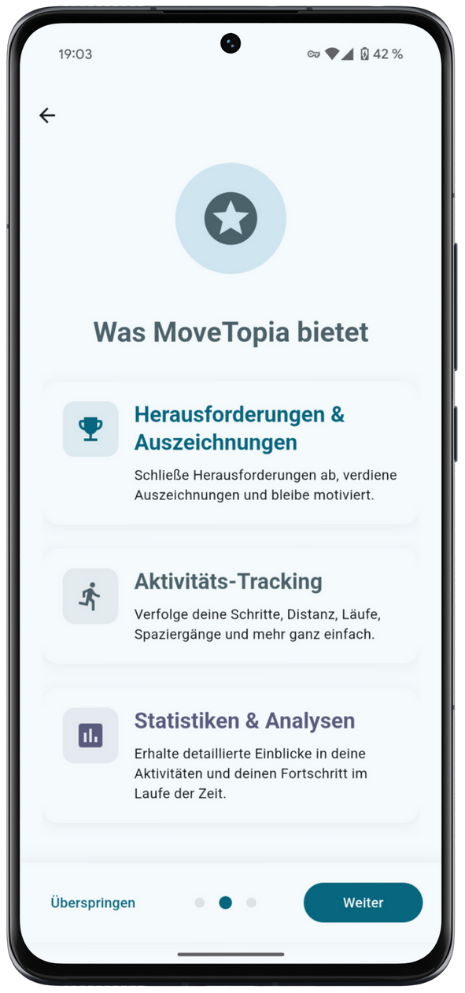 19:03
42 %
Was MoveTopia bietet
Herausforderungen &
Auszeichnungen
Schließe Herausforderungen ab, verdiene
Auszeichnungen und bleibe motiviert.
Aktivitäts-Tracking
Verfolge deine Schritte, Distanz, Läufe,
Spaziergänge und mehr ganz einfach.
Statistiken & Analysen
Erhalte detaillierte Einblicke in deine
Aktivitäten und deinen Fortschritt im
Laufe der Zeit.
Überspringen
Weiter